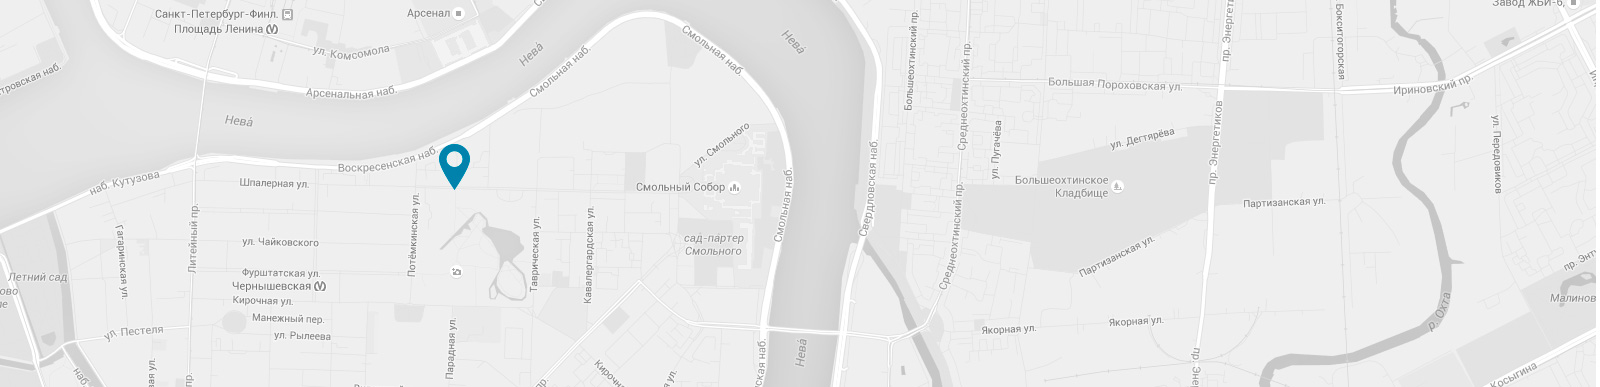 Санкт-Петербург-Финл.
Площадь Ленина
Арсенал
ул. Комсомола
Арсенальная наб.
Нева
Нева
Смольная наб.
Смольная наб.
Нева
Большеохтинский пр.
Среднеохтинский пр.
пр. Энергетиков
Бокситогорская
Завод ЖБИ-6,
Большая Пороховская ул.
Ириновский пр.
ул. Передовиков
ул. Дегтярёва
ул. Пугачёва
ул. Смольного
Воскресенская наб.
наб. Кутузова
Шпалерная ул.
Смольный Собор
Большеохтинское
Кладбище
Партизанская ул.
Партизанская ул.
Среднеохтинский пр.
Свердловская наб.
Смольная наб.
Литейный пр.
Гагаринская ул.
Потёмкинская ул.
Таврическая ул.
Кавалергардская ул.
ул. Чайковского
сад-партер
Смольного
Летний сад
Фурштатская ул.
Чернышевская
Кирочная ул.
Манежный пер.
ул. Рылеева
ул. Пестеля
Парадная ул.
Якорная ул.
Якорная ул.
р. Охта
Нева
Косыгина